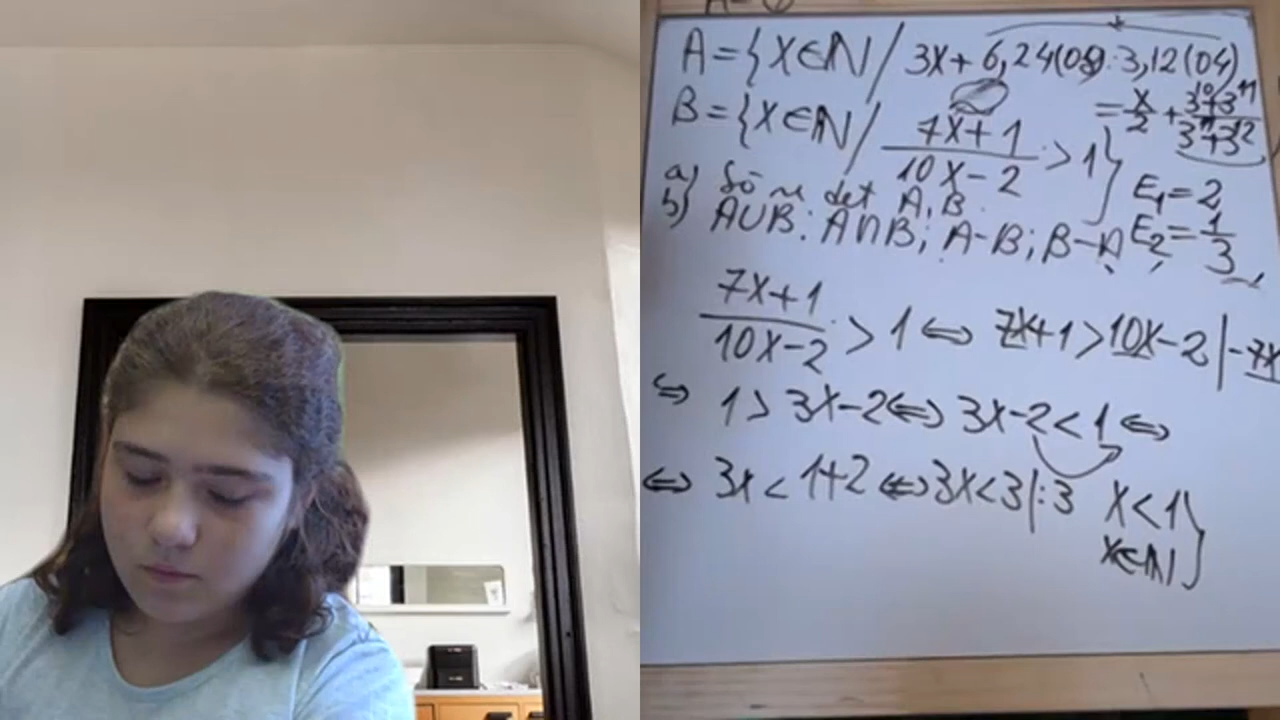 A={X∈ℕ/ 3X+6,24(08):3,12(04)
=X/2+(3¹⁰+3¹¹)/(3¹¹+3¹²)
B={X∈ℕ/ (7X+1)/(10X-2)>1}
a) Să se det A,B. E₁=2
b) A∪B; A∩B; A-B; B-A E₂=1/3
(7X+1)/(10X-2)>1⇔ 7X+1>10X-2|-7X
⇔ 1>3X-2⇔3X-2<1⇔
⇔ 3X<1+2⇔3X<3|:3 X<1
X∈ℕ}